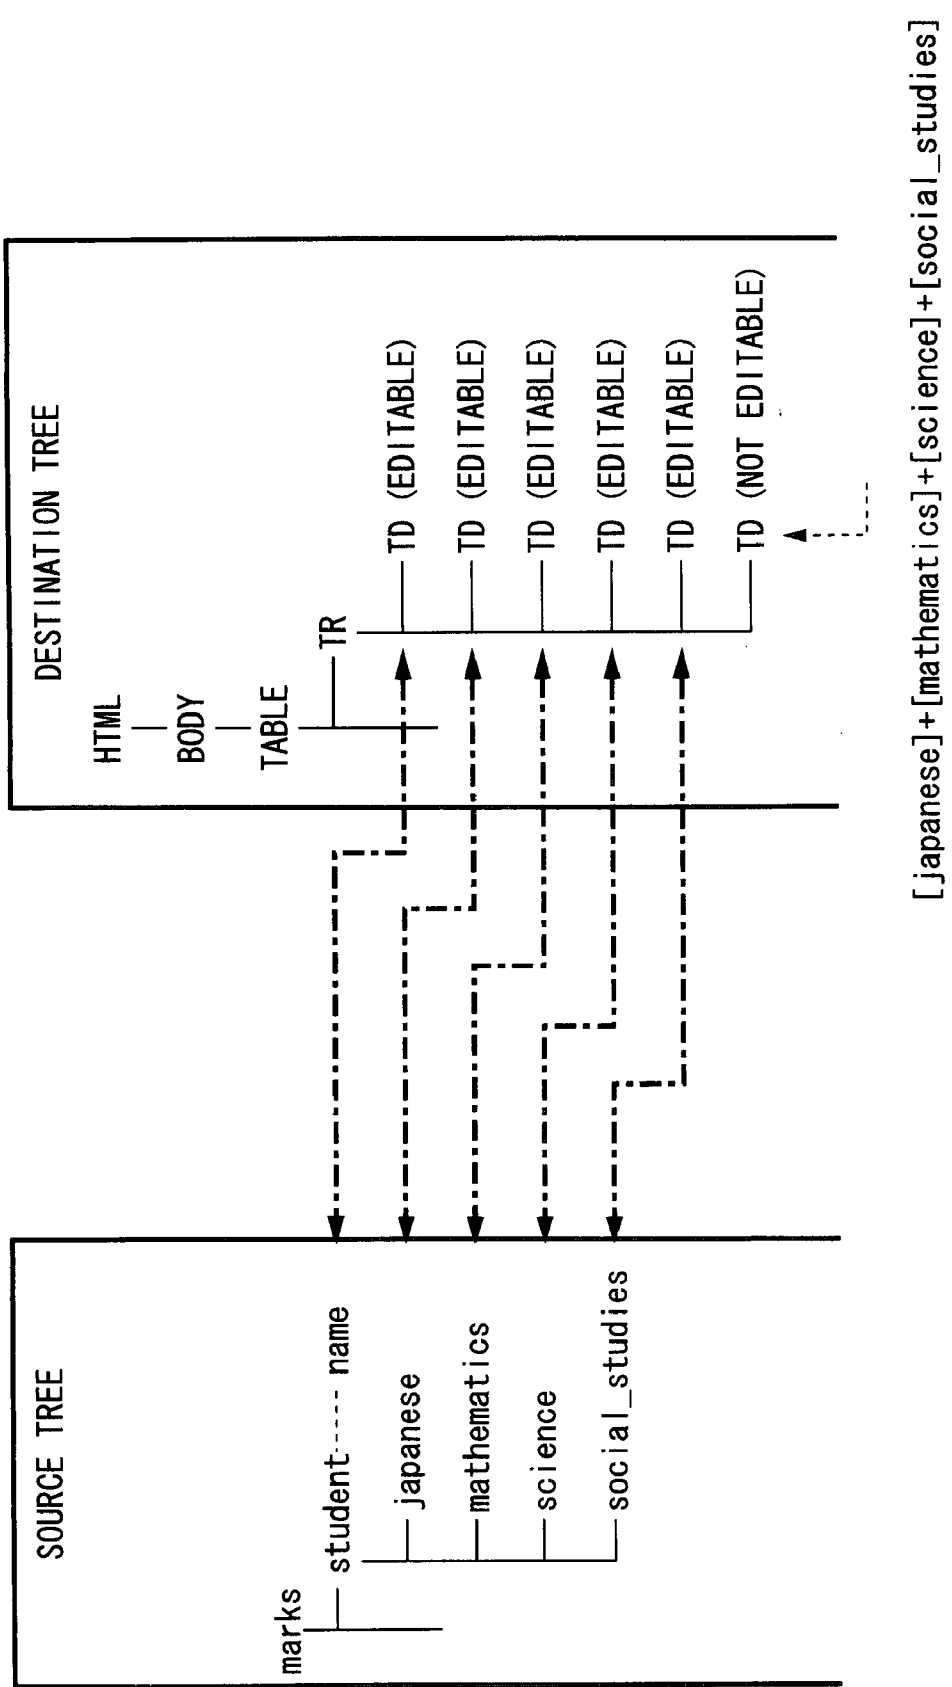 SOURCE TREE
marks
student name
japanese
mathematics
science
social_studies
DESTINATION TREE
HTML
BODY
TABLE
TR
TD (EDITABLE)
TD (EDITABLE)
TD (EDITABLE)
TD (EDITABLE)
TD (EDITABLE)
TD (NOT EDITABLE)
[japanese]+[mathematics]+[science]+[social_studies]